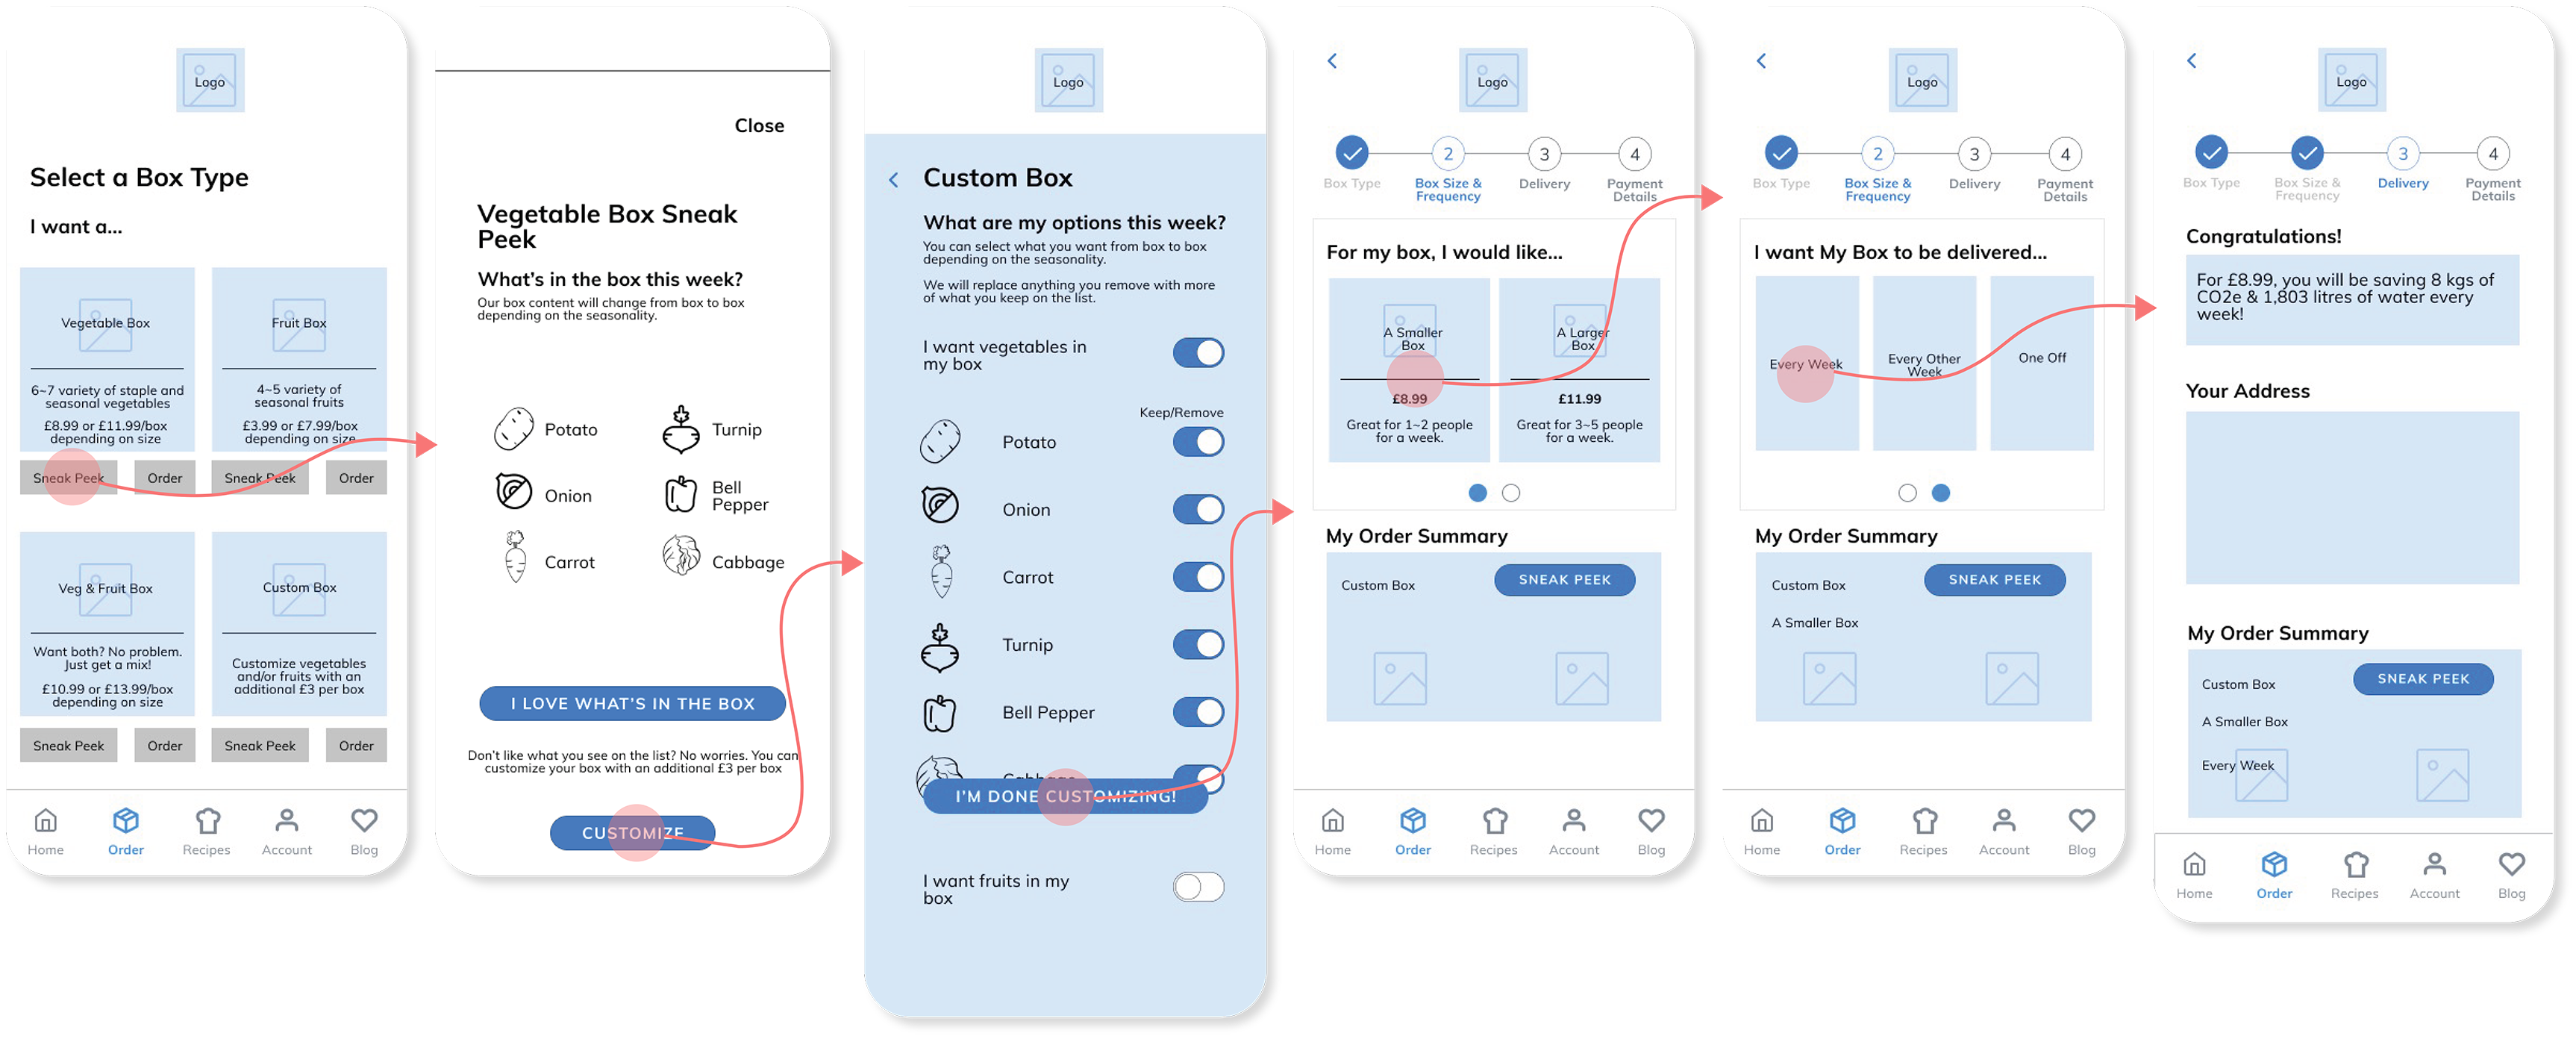 Logo
Select a Box Type
I want a...
Vegetable Box
6~7 variety of staple and
seasonal vegetables
£8.99 or £11.99/box
depending on size
Fruit Box
4~5 variety of
seasonal fruits
£3.99 or £7.99/box
depending on size
Sneak Peek
Order
Sneak Peek
Order
Veg & Fruit Box
Want both? No problem.
Just get a mix!
£10.99 or £13.99/box
depending on size
Custom Box
Customize vegetables
and/or fruits with an
additional £3 per box
Sneak Peek
Order
Sneak Peek
Order
Home
Order
Recipes
Account
Blog
Close
Vegetable Box Sneak
Peek
What's in the box this week?
Our box content will change from box to box
depending on the seasonality.
Potato
Turnip
Onion
Bell
Pepper
Carrot
Cabbage
I LOVE WHAT'S IN THE BOX
Don't like what you see on the list? No worries. You can
customize your box with an additional £3 per box
CUSTOMIZE
Logo
Custom Box
What are my options this week?
You can select what you want from box to box
depending on the seasonality.
We will replace anything you remove with more
of what you keep on the list.
I want vegetables in
my box
Keep/Remove
Potato
Onion
Carrot
Turnip
Bell Pepper
Cabbage
I'M DONE CUSTOMIZING!
I want fruits in my
box
Logo
2
3
4
Box Type
Box Size &
Frequency
Delivery
Payment
Details
For my box, I would like...
A Smaller
Box
£8.99
Great for 1~2 people
for a week.
A Larger
Box
£11.99
Great for 3~5 people
for a week.
My Order Summary
Custom Box
SNEAK PEEK
Home
Order
Recipes
Account
Blog
Logo
2
3
4
Box Type
Box Size &
Frequency
Delivery
Payment
Details
I want My Box to be delivered...
Every Week
Every Other
Week
One Off
My Order Summary
Custom Box
SNEAK PEEK
A Smaller Box
Home
Order
Recipes
Account
Blog
Logo
3
4
Box Type
Box Size &
Frequency
Delivery
Payment
Details
Congratulations!
For £8.99, you will be saving 8 kgs of
CO2e & 1,803 litres of water every
week!
Your Address
My Order Summary
Custom Box
SNEAK PEEK
A Smaller Box
Every Week
Home
Order
Recipes
Account
Blog